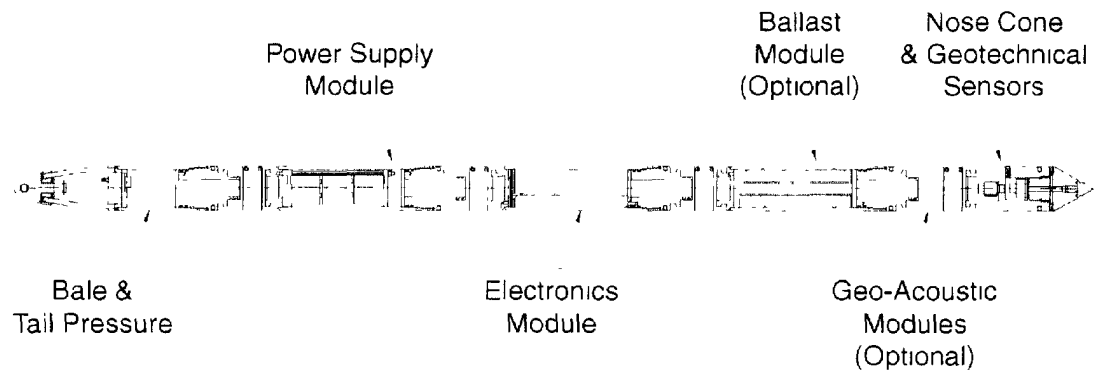 Power Supply
Module
Ballast
Module
(Optional)
Nose Cone
& Geotechnical
Sensors
Bale &
Tail Pressure
Electronics
Module
Geo-Acoustic
Modules
(Optional)